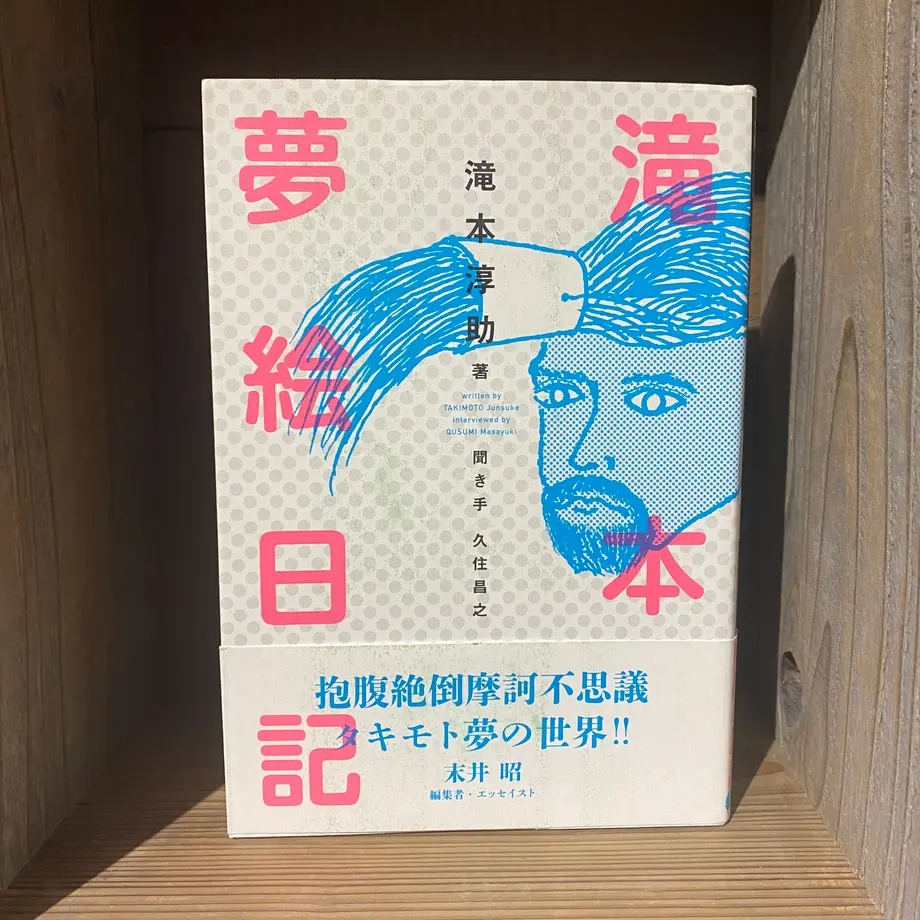 滝本
夢絵日記
滝本淳助 著
written by
TAKIMOTO Junsuke
interviewed by
QUSUMI Masayuki
聞き手 久住昌之
抱腹絶倒摩訶不思議
タキモト夢の世界!!
末井 昭
編集者・エッセイスト